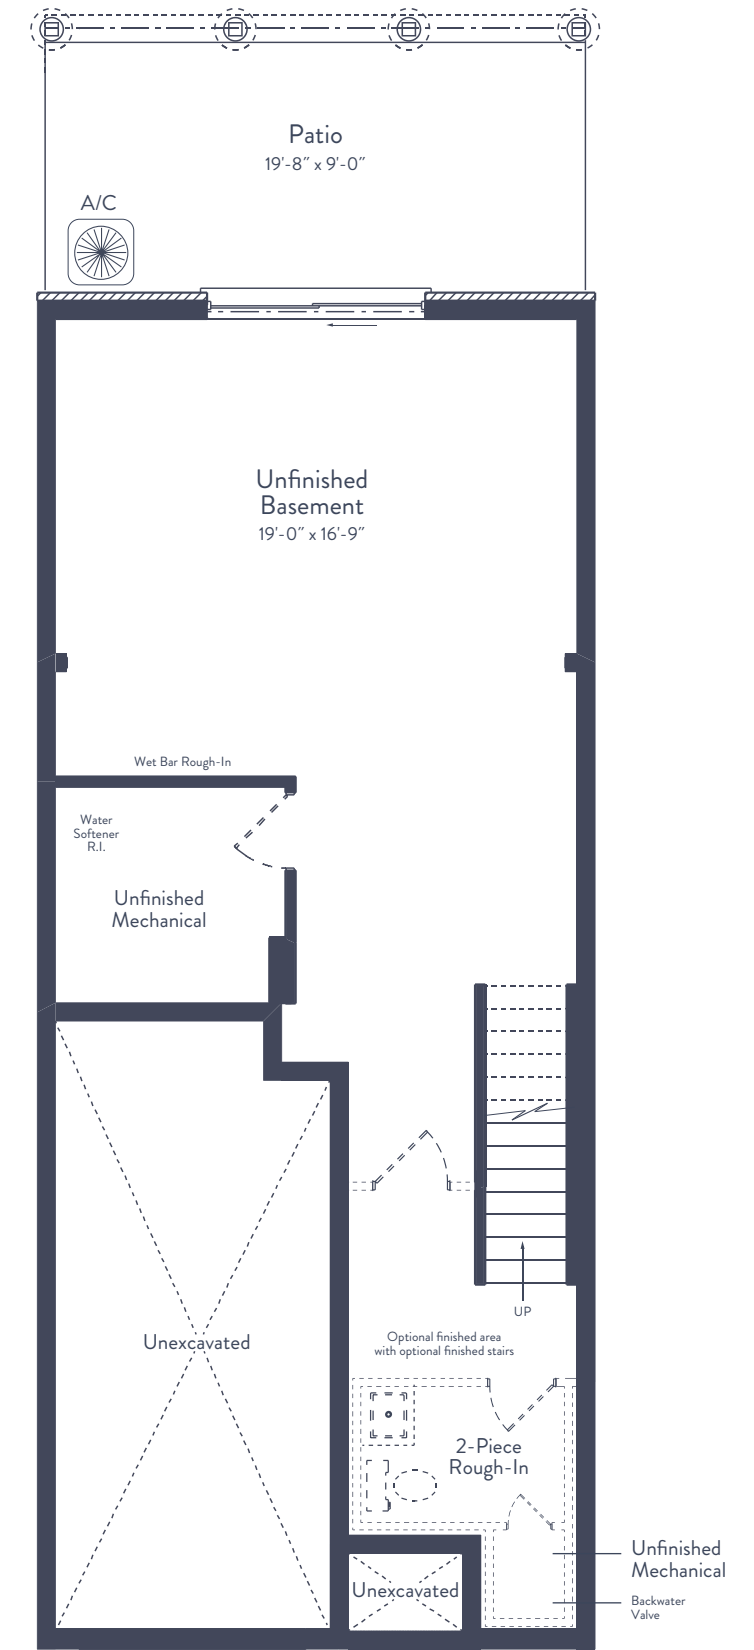 Patio
19'-8″ x 9'-0″
A/C
Unfinished
Basement
19'-0″ x 16'-9″
Wet Bar Rough-In
Water
Softener
R.I.
Unfinished
Mechanical
UP
Optional finished area
with optional finished stairs
Unexcavated
2-Piece
Rough-In
Unfinished
Mechanical
Unexcavated
Backwater
Valve